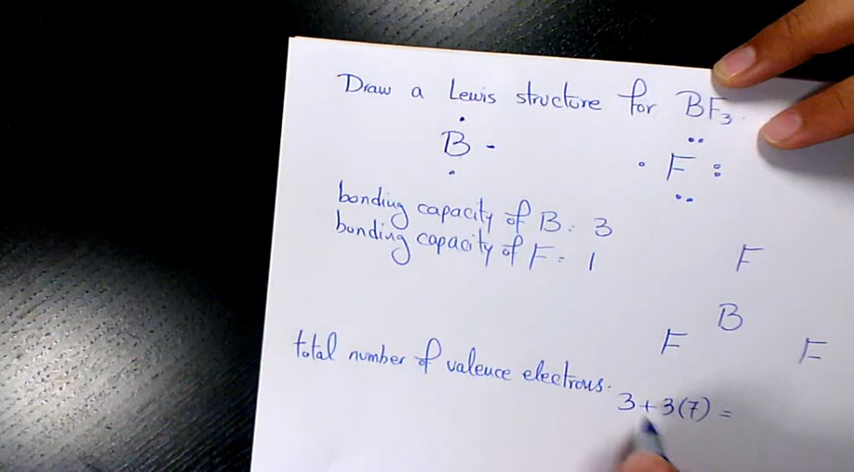 Draw a Lewis structure for BF3.
B
F
bonding capacity of B: 3
bonding capacity of F: 1
F
B
F F
total number of valence electrons: 3+3(7) =